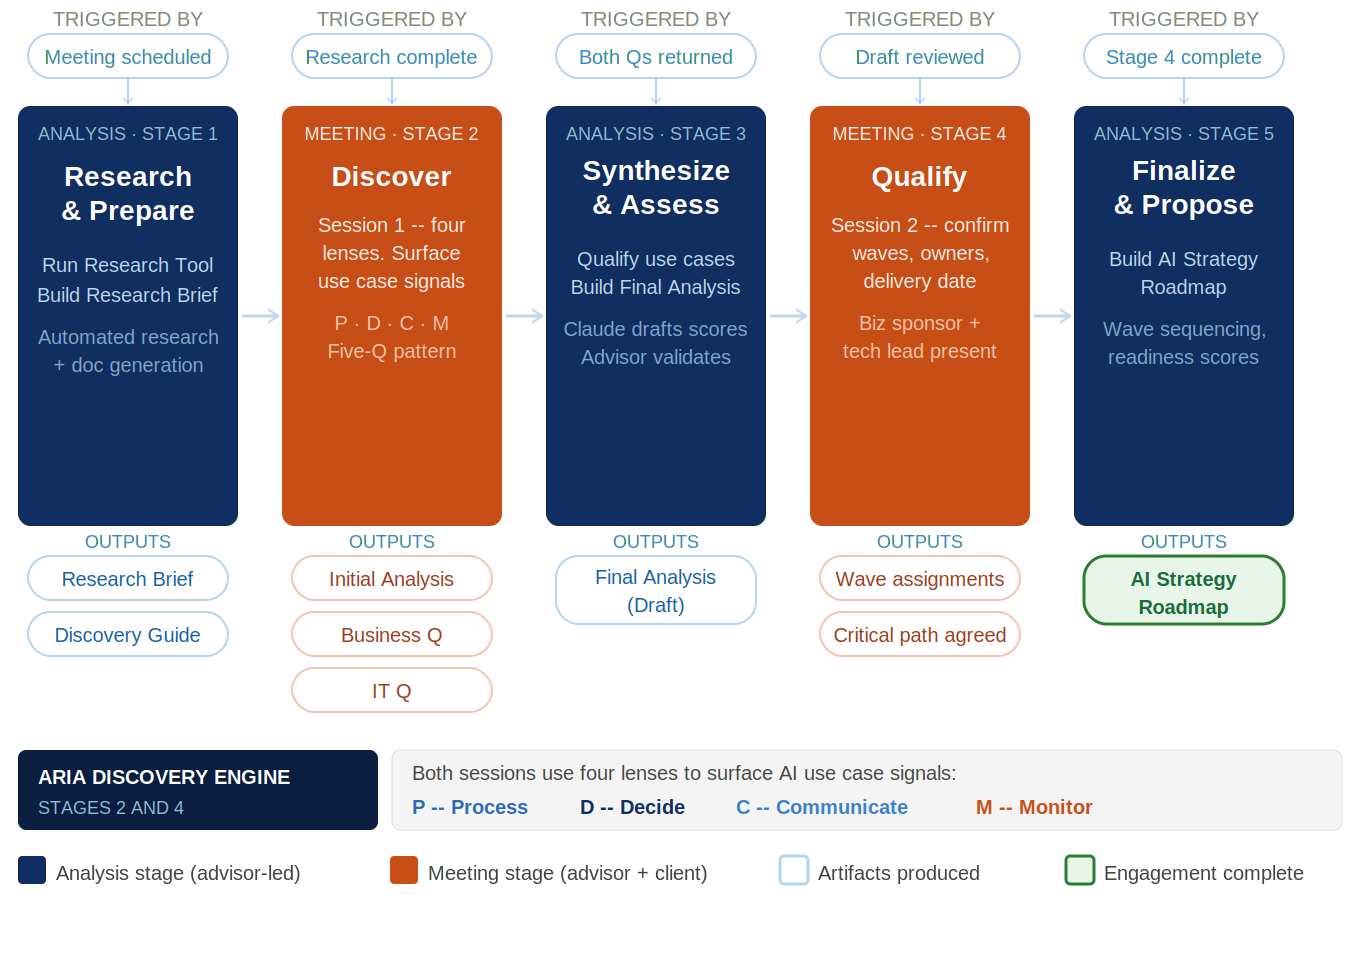 TRIGGERED BY
Meeting scheduled
ANALYSIS · STAGE 1
Research
& Prepare
Run Research Tool
Build Research Brief
Automated research
+ doc generation
OUTPUTS
Research Brief
Discovery Guide
TRIGGERED BY
Research complete
MEETING · STAGE 2
Discover
Session 1 -- four
lenses. Surface
use case signals
P · D · C · M
Five-Q pattern
OUTPUTS
Initial Analysis
Business Q
IT Q
TRIGGERED BY
Both Qs returned
ANALYSIS · STAGE 3
Synthesize
& Assess
Qualify use cases
Build Final Analysis
Claude drafts scores
Advisor validates
OUTPUTS
Final Analysis
(Draft)
TRIGGERED BY
Draft reviewed
MEETING · STAGE 4
Qualify
Session 2 -- confirm
waves, owners,
delivery date
Biz sponsor +
tech lead present
OUTPUTS
Wave assignments
Critical path agreed
TRIGGERED BY
Stage 4 complete
ANALYSIS · STAGE 5
Finalize
& Propose
Build AI Strategy
Roadmap
Wave sequencing,
readiness scores
OUTPUTS
AI Strategy
Roadmap
ARIA DISCOVERY ENGINE
STAGES 2 AND 4
Both sessions use four lenses to surface AI use case signals:
P -- Process D -- Decide C -- Communicate M -- Monitor
Analysis stage (advisor-led) Meeting stage (advisor + client) Artifacts produced Engagement complete